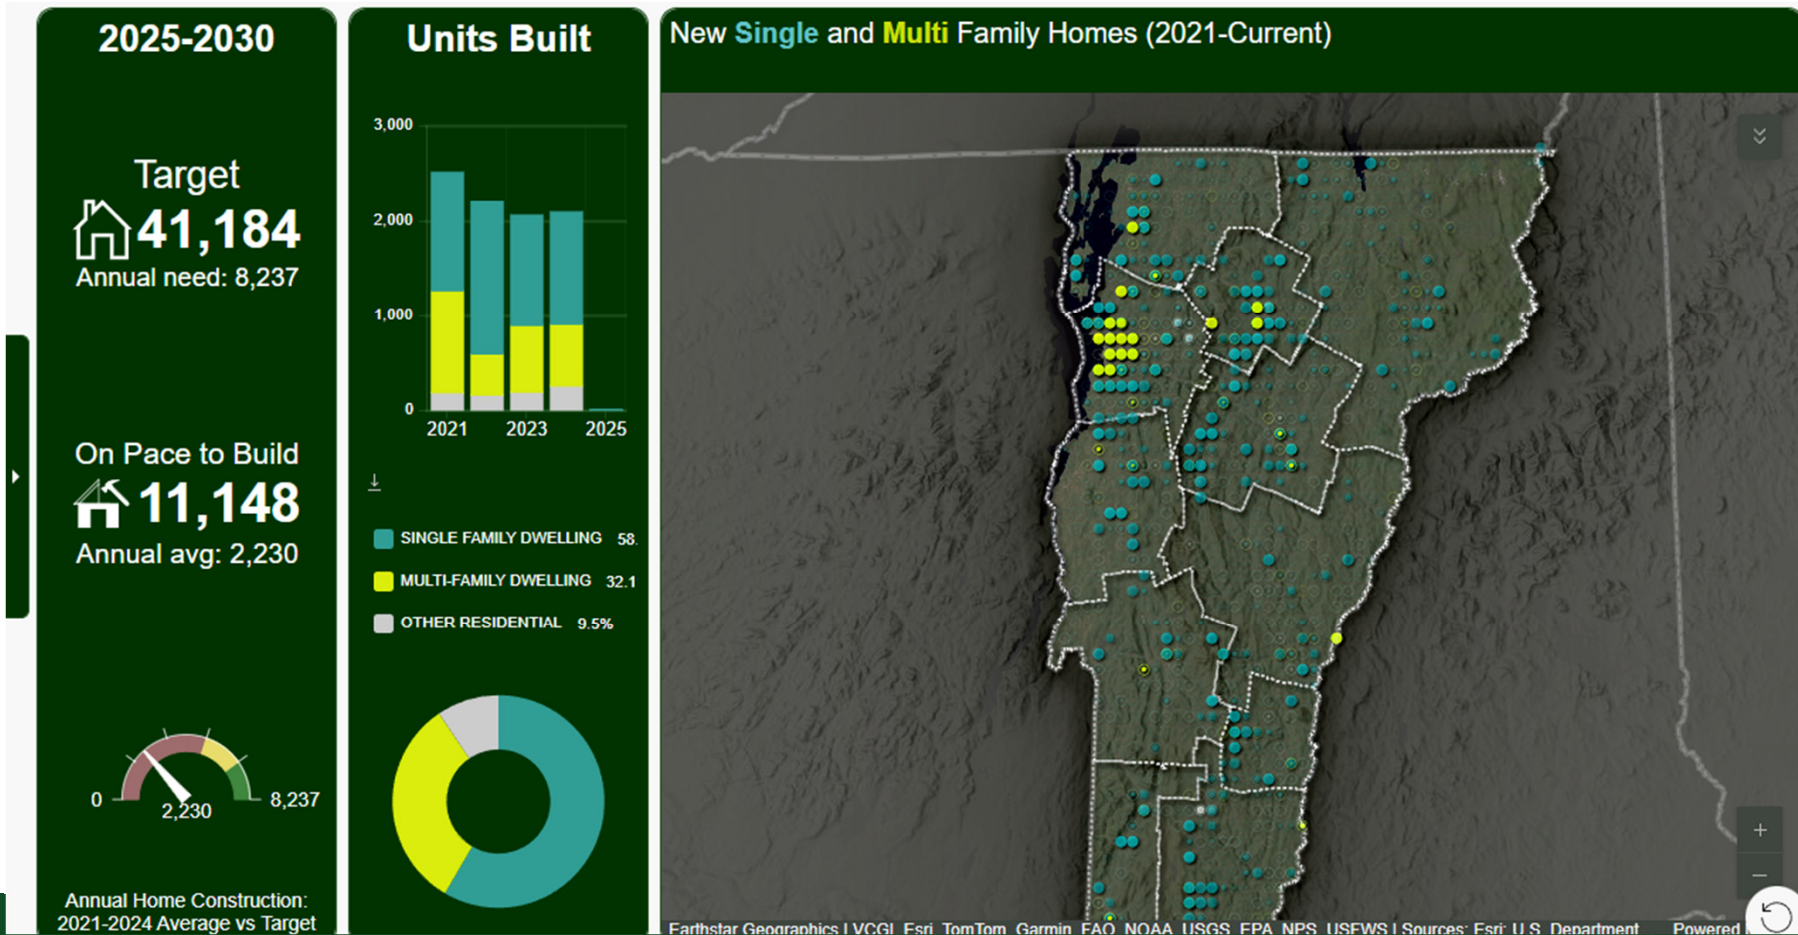 2025-2030
Target
41,184
Annual need: 8,237
On Pace to Build
11,148
Annual avg: 2,230
0
2,230
8,237
Annual Home Construction:
2021-2024 Average vs Target
Units Built
3,000
2,000
1,000
0
2021 2023 2025
SINGLE FAMILY DWELLING 58.
MULTI-FAMILY DWELLING 32.1
OTHER RESIDENTIAL 9.5%
New Single and Multi Family Homes (2021-Current)
+
−
Earthstar Geographics | VCGI, Esri, TomTom, Garmin, FAO, NOAA, USGS, EPA, NPS, USFWS | Sources: Esri; U.S. Department Powered